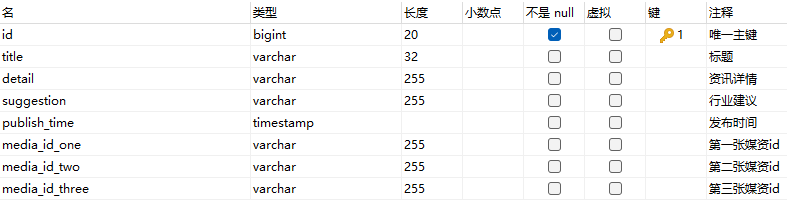 名 类型 长度 小数点 不是 null 虚拟 键 注释
id bigint 20 1 唯一主键
title varchar 32 标题
detail varchar 255 资讯详情
suggestion varchar 255 行业建议
publish_time timestamp 发布时间
media_id_one varchar 255 第一张媒资id
media_id_two varchar 255 第二张媒资id
media_id_three varchar 255 第三张媒资id